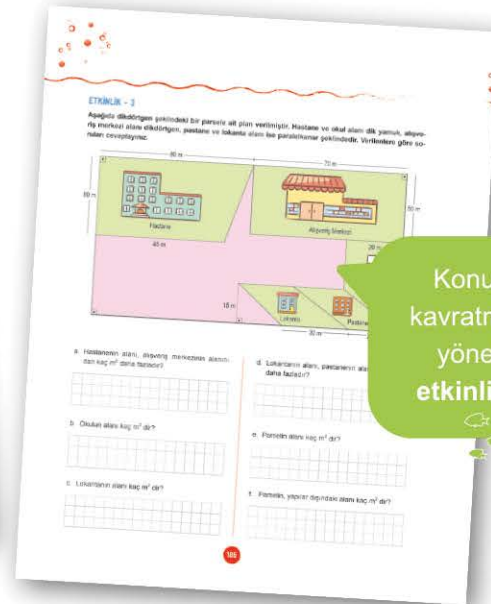 ETKİNLİK - 3
Aşağıda dikdörtgen şeklindeki bir parsele ait plan verilmiştir. Hastane ve okul alanı dik yamuk, alışve-
riş merkezi alanı dikdörtgen, pastane ve lokanta alanı ise paralelkenar şeklindedir. Verilenlere göre so-
ruları cevaplayınız.
70 m
50 m
Hastane
Alışveriş Merkezi
45 m
15 m
Lokanta
Pastane
30 m
a. Hastanenin alanı, alışveriş merkezinin alanın-
dan kaç m² daha fazladır?
b. Okulun alanı kaç m² dir?
c. Lokantanın alanı kaç m² dir?
d. Lokantanın alanı, pastanenin
daha fazladır?
e. Parselin alanı kaç m² dir?
f. Parselin, yapılar dışındaki alanı kaç m² dir?
Konu
kavratm
yöne
etkinli